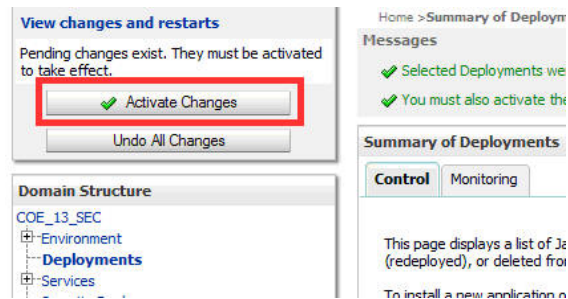 View changes and restarts
Pending changes exist. They must be activated
to take effect.
Activate Changes
Undo All Changes
Domain Structure
COE_13_SEC
Environment
Deployments
Services
Home >Summary of Deploym
Messages
Selected Deployments we
You must also activate the
Summary of Deployments
Control Monitoring
This page displays a list of Ja
(redeployed), or deleted from
To install a new application o